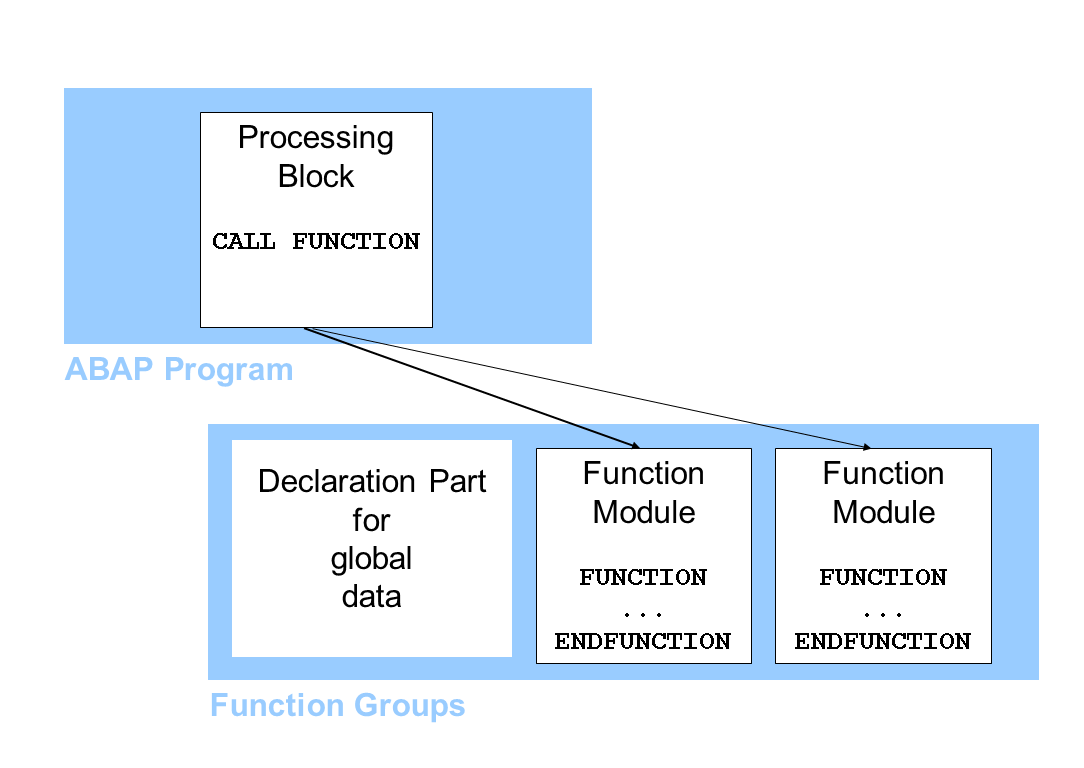 Processing
Block
CALL FUNCTION
ABAP Program
Declaration Part
for
global
data
Function
Module
FUNCTION
...
ENDFUNCTION
Function
Module
FUNCTION
...
ENDFUNCTION
Function Groups